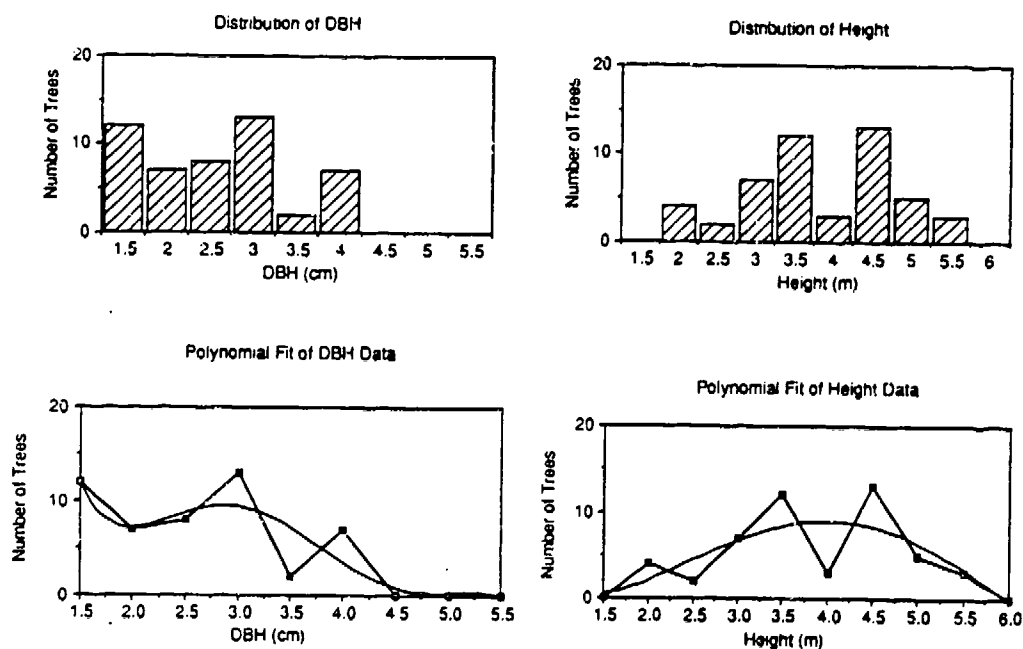 Distribution of DBH
Number of Trees
20
10
0
1.5 2 2.5 3 3.5 4 4.5 5 5.5
DBH (cm)
Distribution of Height
Number of Trees
20
10
0
1.5 2 2.5 3 3.5 4 4.5 5 5.5 6
Height (m)
Polynomial Fit of DBH Data
Number of Trees
20
10
0
1.5 2.0 2.5 3.0 3.5 4.0 4.5 5.0 5.5
DBH (cm)
Polynomial Fit of Height Data
Number of Trees
20
10
0
1.5 2.0 2.5 3.0 3.5 4.0 4.5 5.0 5.5 6.0
Height (m)